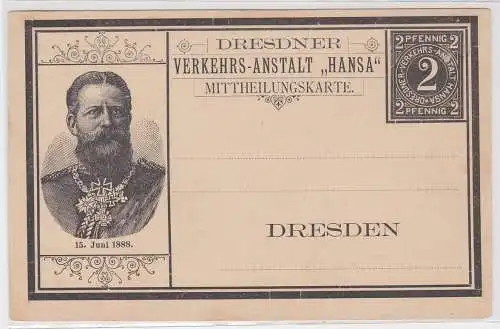 DRESDNER
VERKEHRS-ANSTALT „HANSA“
MITTHEILUNGSKARTE.
2 PFENNIG 2
DRESDNER-VERKEHRS-ANSTALT HANSA
2
2 PFENNIG 2
DRESDEN
15. Juni 1888.